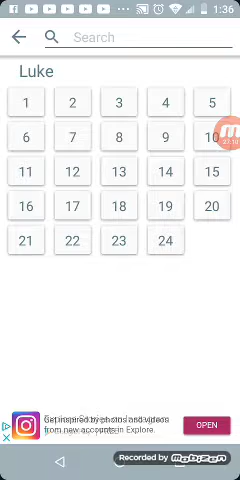 1:36
Search
Luke
1 2 3 4 5
6 7 8 9 10
11 12 13 14 15
16 17 18 19 20
21 22 23 24
Get inspired by photos and videos
from new accounts in Explore.
OPEN
Recorded by mobizen